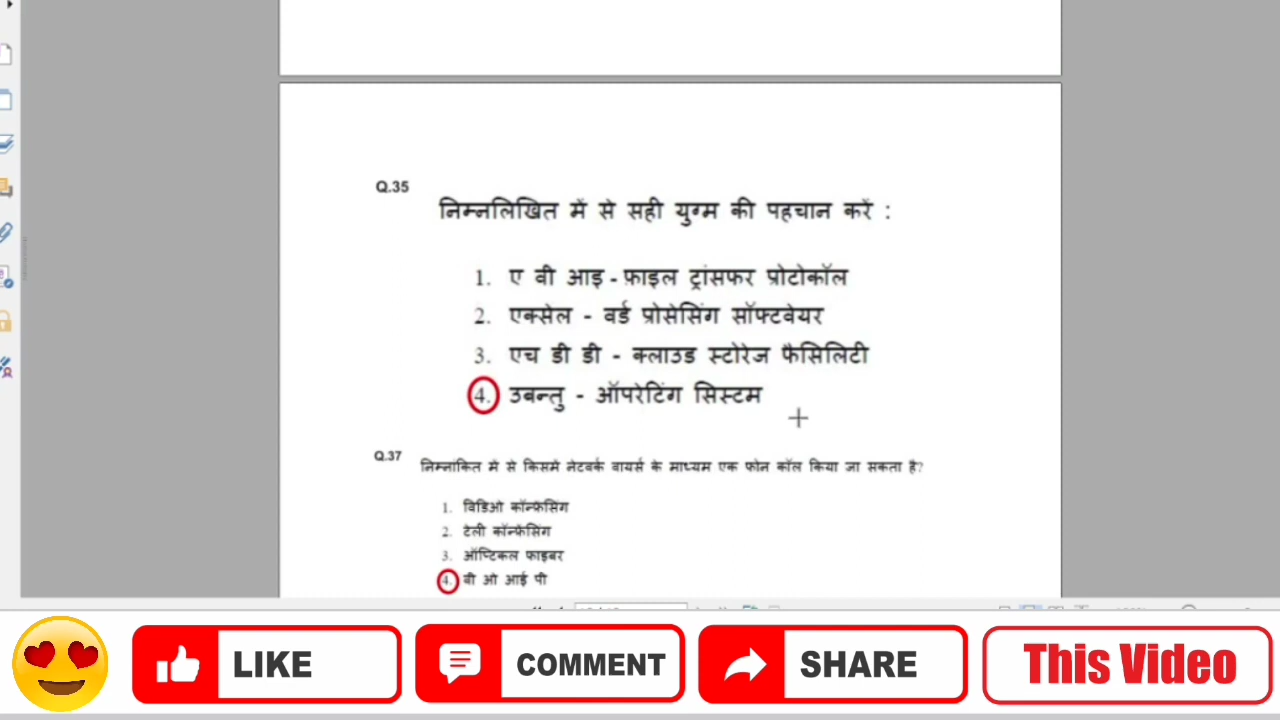 Q.35
निम्नलिखित में से सही युग्म की पहचान करें :
1. ए वी आइ - फ़ाइल ट्रांसफर प्रोटोकॉल
2. एक्सेल - वर्ड प्रोसेसिंग सॉफ्टवेयर
3. एच डी डी - क्लाउड स्टोरेज फैसिलिटी
4. उबन्तु - ऑपरेटिंग सिस्टम
Q.37
निम्नांकित में से किसमें नेटवर्क वायर्स के माध्यम एक फोन कॉल किया जा सकता है?
1. विडिओ कॉन्फ्रेंसिंग
2. टेली कॉन्फ्रेंसिंग
3. ऑप्टिकल फाइबर
4. वी ओ आई पी
LIKE COMMENT SHARE This Video